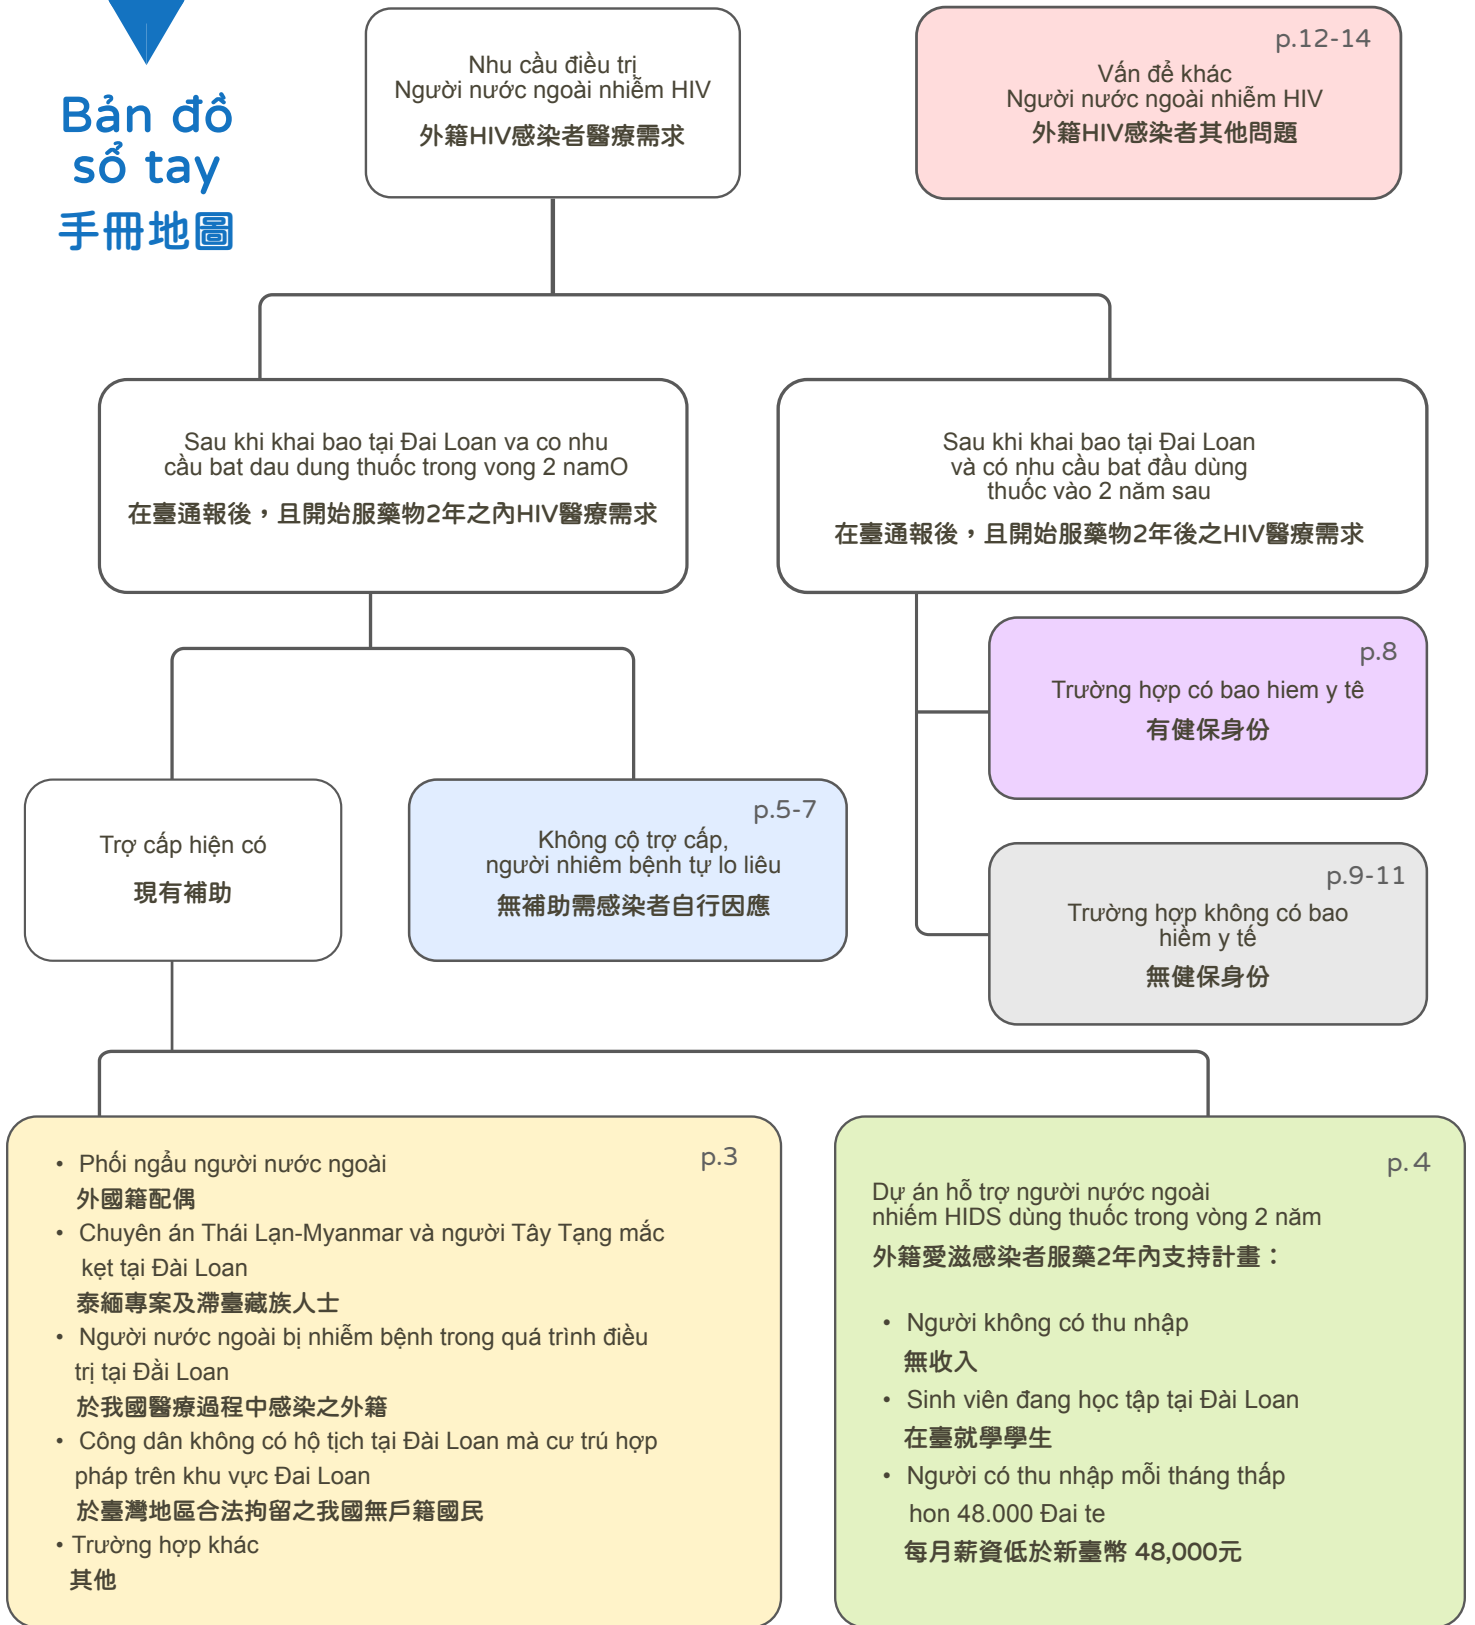 Bản đồ
sổ tay
手冊地圖
Nhu cầu điều trị
Người nước ngoài nhiễm HIV
外籍HIV感染者醫療需求
p.12-14
Vấn để khác
Người nước ngoài nhiễm HIV
外籍HIV感染者其他問題
Sau khi khai bao tại Đai Loan va co nhu
cầu bat dau dung thuốc trong vong 2 namO
在臺通報後，且開始服藥物2年之內HIV醫療需求
Sau khi khai bao tại Đai Loan
và có nhu cầu bat đầu dùng
thuốc vào 2 năm sau
在臺通報後，且開始服藥物2年後之HIV醫療需求
p.8
Trường hợp có bao hiem y tê
有健保身份
Trợ cấp hiện có
現有補助
p.5-7
Không cộ trợ cấp,
người nhiêm bệnh tự lo liêu
無補助需感染者自行因應
p.9-11
Trường hợp không có bao
hiềm y tế
無健保身份
p.3
• Phối ngẩu người nước ngoài
外國籍配偶
• Chuyên án Thái Lạn-Myanmar và người Tây Tạng mắc
kẹt tại Đài Loan
泰緬專案及滯臺藏族人士
• Người nước ngoài bị nhiễm bệnh trong quá trình điều
trị tại Đằi Loan
於我國醫療過程中感染之外籍
• Công dân không có hộ tịch tại Đài Loan mà cư trú hợp
pháp trên khu vực Đai Loan
於臺灣地區合法拘留之我國無戶籍國民
• Trường hợp khác
其他
p.4
Dự án hỗ trợ người nước ngoài
nhiếm HIDS dùng thuốc trong vòng 2 năm
外籍愛滋感染者服藥2年內支持計畫：
• Người không có thu nhập
無收入
• Sinh viên đang học tập tại Đài Loan
在臺就學學生
• Người có thu nhập mỗi tháng thấp
hon 48.000 Đai te
每月薪資低於新臺幣 48,000元